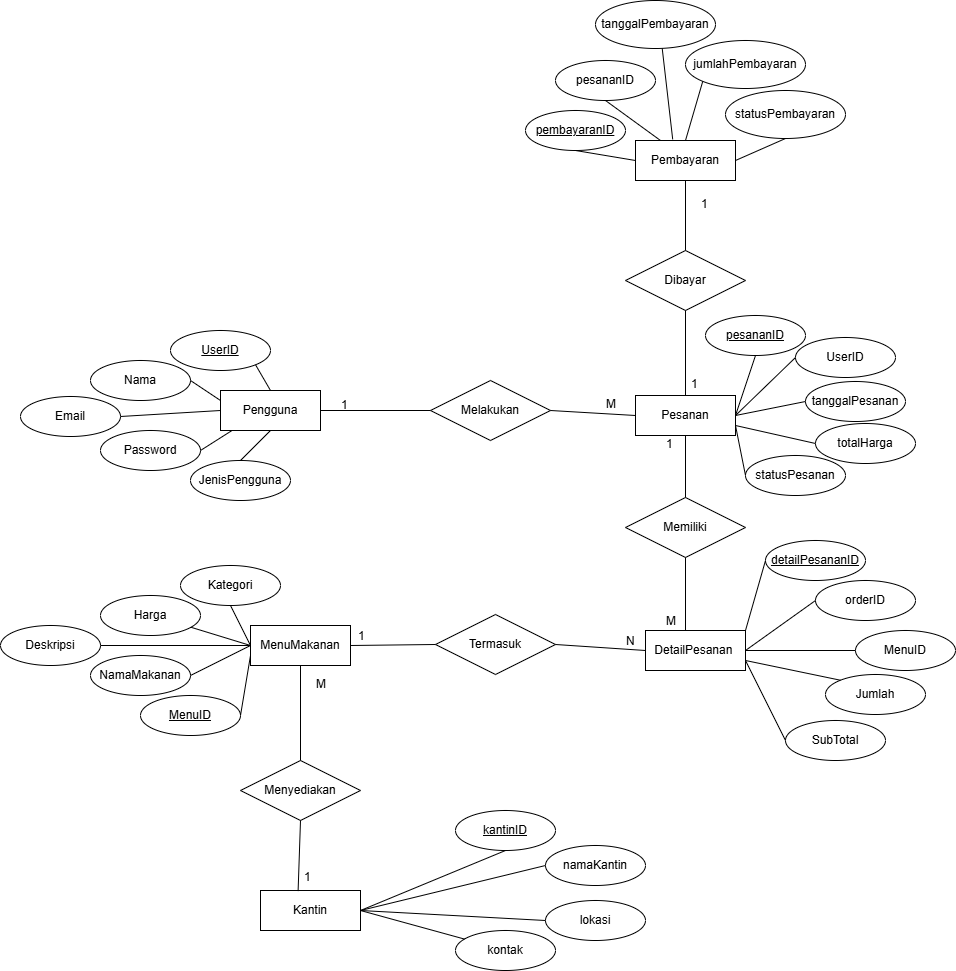 tanggalPembayaran
jumlahPembayaran
pesananID
statusPembayaran
pembayaranID
Pembayaran
1
Dibayar
pesananID
UserID
UserID
Nama
1
tanggalPesanan
Email
Pengguna
1
Melakukan
M
Pesanan
1
totalHarga
Password
JenisPengguna
statusPesanan
Memiliki
detailPesananID
Kategori
orderID
Harga
M
Deskripsi
MenuMakanan
1
Termasuk
N
DetailPesanan
MenuID
NamaMakanan
M
Jumlah
MenuID
SubTotal
Menyediakan
kantinID
namaKantin
1
Kantin
lokasi
kontak